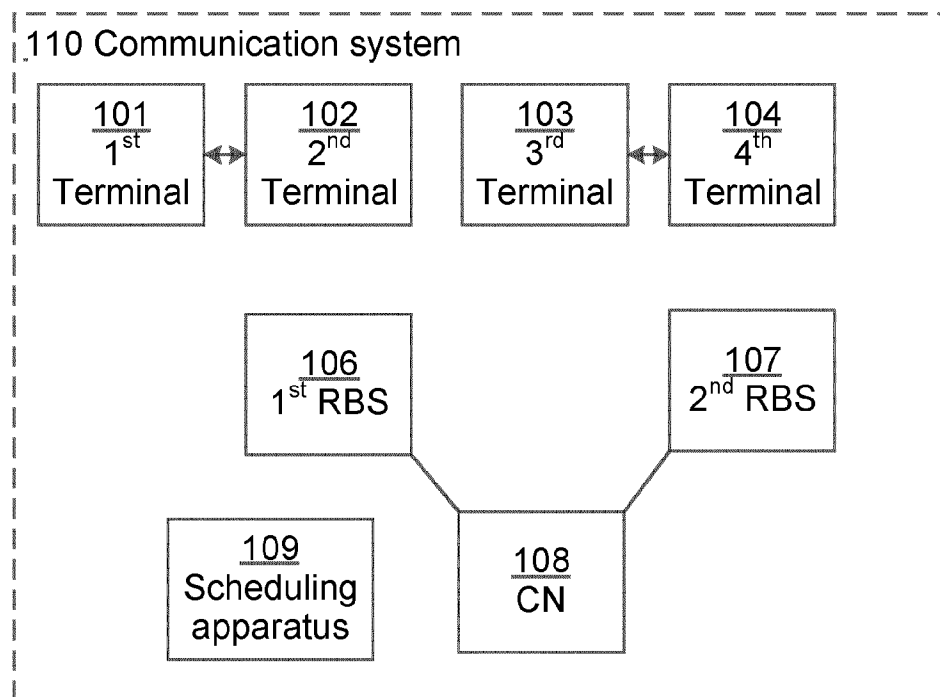 110 Communication system
101
1st
Terminal
102
2nd
Terminal
103
3rd
Terminal
104
4th
Terminal
106
1st RBS
107
2nd RBS
109
Scheduling
apparatus
108
CN